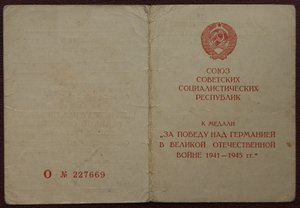 О № 227669
СОЮЗ
СОВЕТСКИХ
СОЦИАЛИСТИЧЕСКИХ
РЕСПУБЛИК
К МЕДАЛИ
„ЗА ПОБЕДУ НАД ГЕРМАНИЕЙ
В ВЕЛИКОЙ ОТЕЧЕСТВЕННОЙ
ВОЙНЕ 1941—1945 гг.“